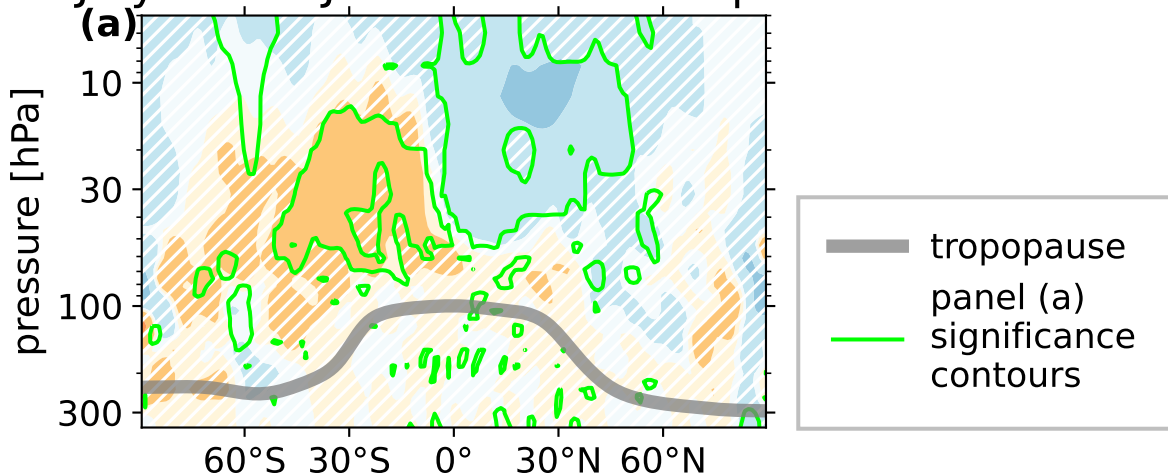 (a)
pressure [hPa]
10
30
100
300
60°S 30°S 0° 30°N 60°N
tropopause
panel (a)
significance
contours